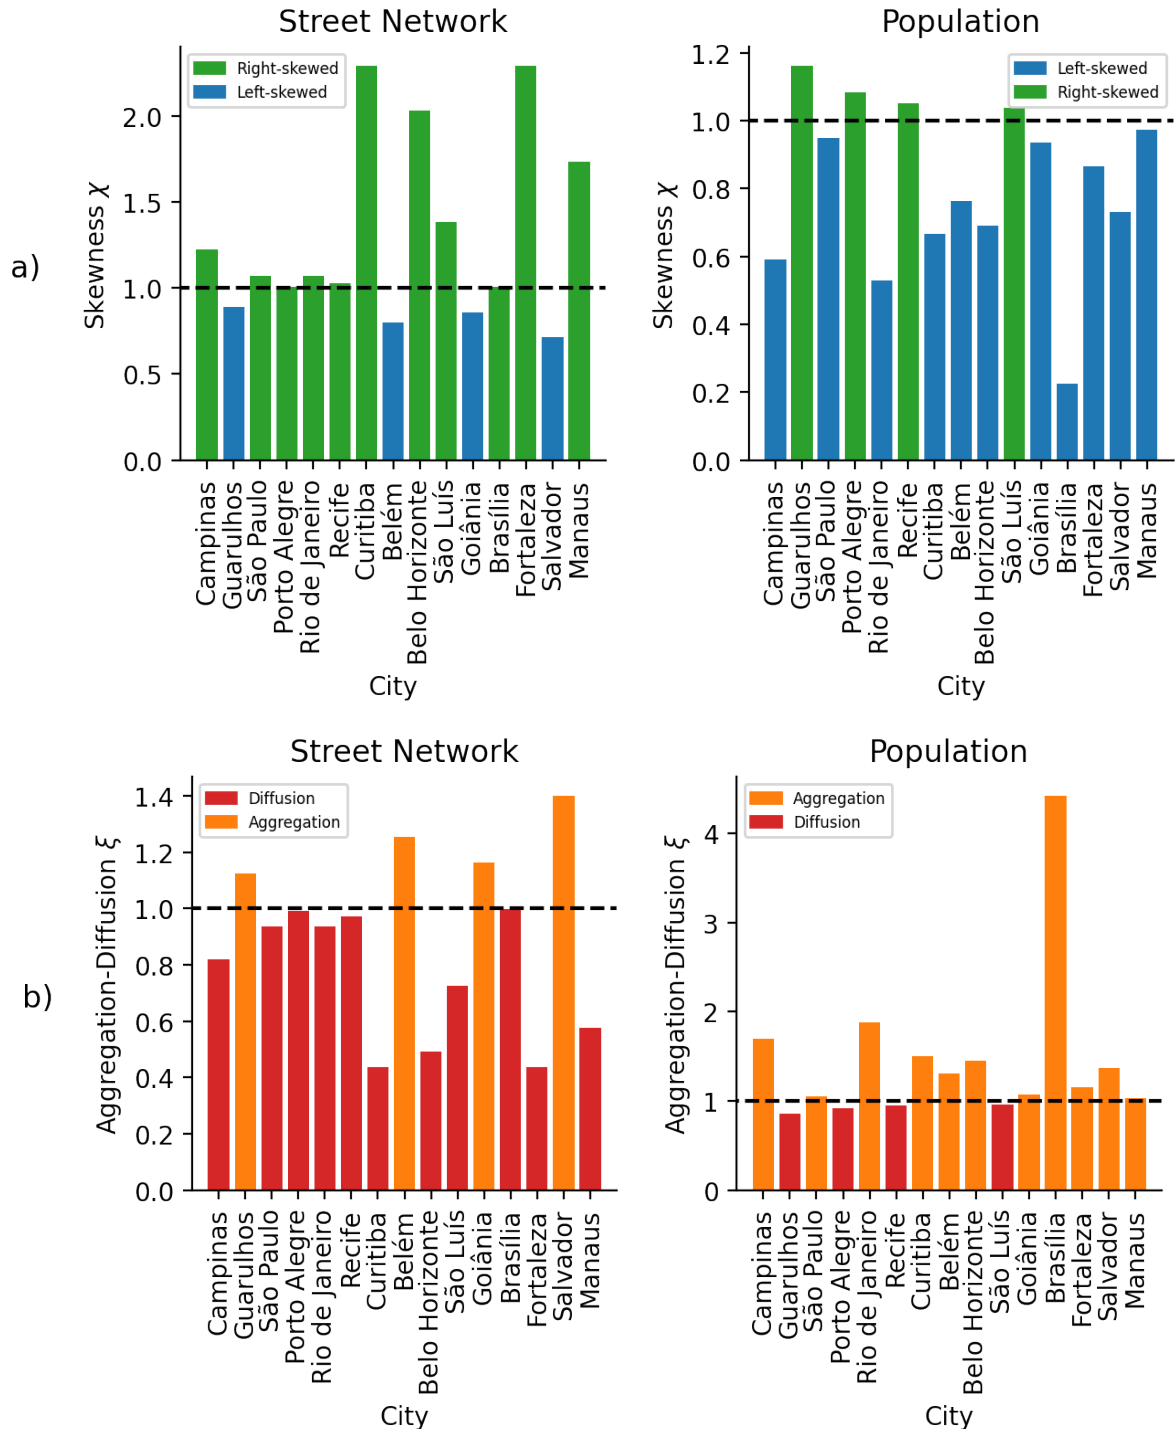 Street Network
Right-skewed
Left-skewed
Skewness χ
2.0
1.5
1.0
0.5
0.0
Campinas
Guarulhos
São Paulo
Porto Alegre
Rio de Janeiro
Recife
Curitiba
Belém
Belo Horizonte
São Luís
Goiânia
Brasília
Fortaleza
Salvador
Manaus
City
Population
Left-skewed
Right-skewed
Skewness χ
1.2
1.0
0.8
0.6
0.4
0.2
0.0
Campinas
Guarulhos
São Paulo
Porto Alegre
Rio de Janeiro
Recife
Curitiba
Belém
Belo Horizonte
São Luís
Goiânia
Brasília
Fortaleza
Salvador
Manaus
City
a)
Street Network
Diffusion
Aggregation
Aggregation-Diffusion ξ
1.4
1.2
1.0
0.8
0.6
0.4
0.2
0.0
Campinas
Guarulhos
São Paulo
Porto Alegre
Rio de Janeiro
Recife
Curitiba
Belém
Belo Horizonte
São Luís
Goiânia
Brasília
Fortaleza
Salvador
Manaus
City
Population
Aggregation
Diffusion
Aggregation-Diffusion ξ
4
3
2
1
0
Campinas
Guarulhos
São Paulo
Porto Alegre
Rio de Janeiro
Recife
Curitiba
Belém
Belo Horizonte
São Luís
Goiânia
Brasília
Fortaleza
Salvador
Manaus
City
b)